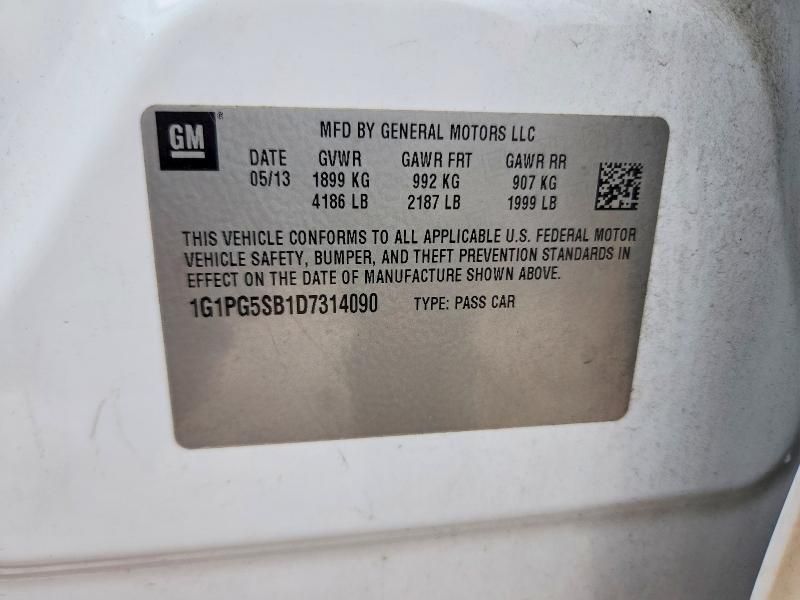 GM®
MFD BY GENERAL MOTORS LLC
DATE GVWR GAWR FRT GAWR RR
05/13 1899 KG 992 KG 907 KG
4186 LB 2187 LB 1999 LB
THIS VEHICLE CONFORMS TO ALL APPLICABLE U.S. FEDERAL MOTOR
VEHICLE SAFETY, BUMPER, AND THEFT PREVENTION STANDARDS IN
EFFECT ON THE DATE OF MANUFACTURE SHOWN ABOVE.
1G1PG5SB1D7314090 TYPE: PASS CAR